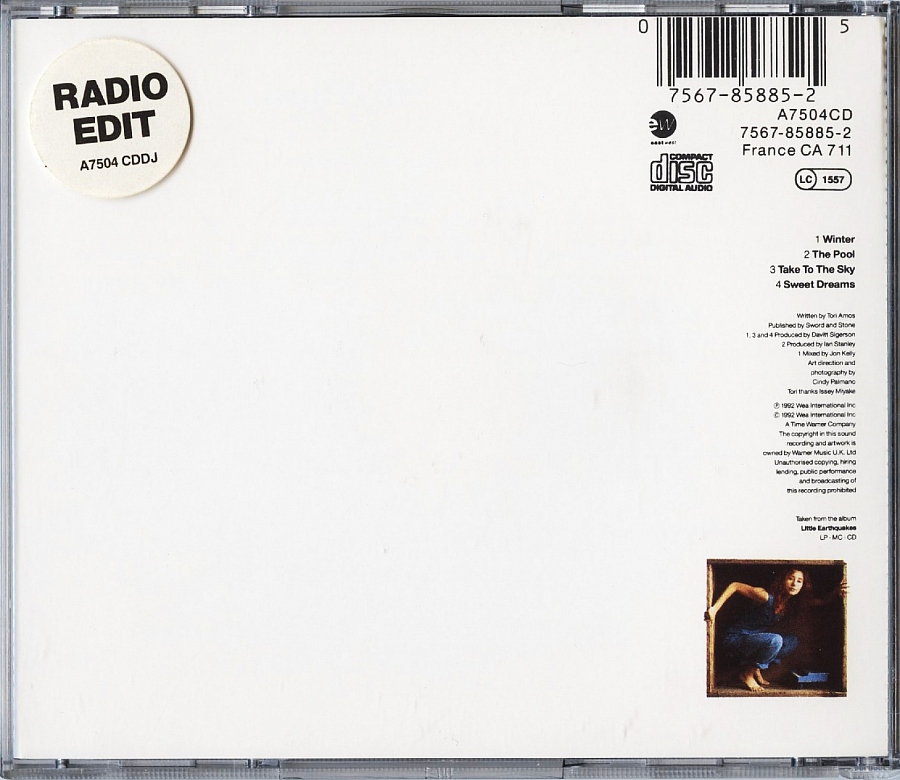 RADIO
EDIT
A7504 CDDJ
0 5
7567-85885-2
A7504CD
7567-85885-2
France CA 711
ew
east west
COMPACT
disc
DIGITAL AUDIO
LC 1557
1 Winter
2 The Pool
3 Take To The Sky
4 Sweet Dreams
Written by Tori Amos
Published by Sword and Stone
1, 3 and 4 Produced by Davitt Sigerson
2 Produced by Ian Stanley
1 Mixed by Jon Kelly
Art direction and
photography by
Cindy Palmano
Tori thanks Issey Miyake
℗ 1992 Wea International Inc
© 1992 Wea International Inc
A Time Warner Company
The copyright in this sound
recording and artwork is
owned by Warner Music U.K. Ltd
Unauthorised copying, hiring
lending, public performance
and broadcasting of
this recording prohibited
Taken from the album
Little Earthquakes
LP · MC · CD